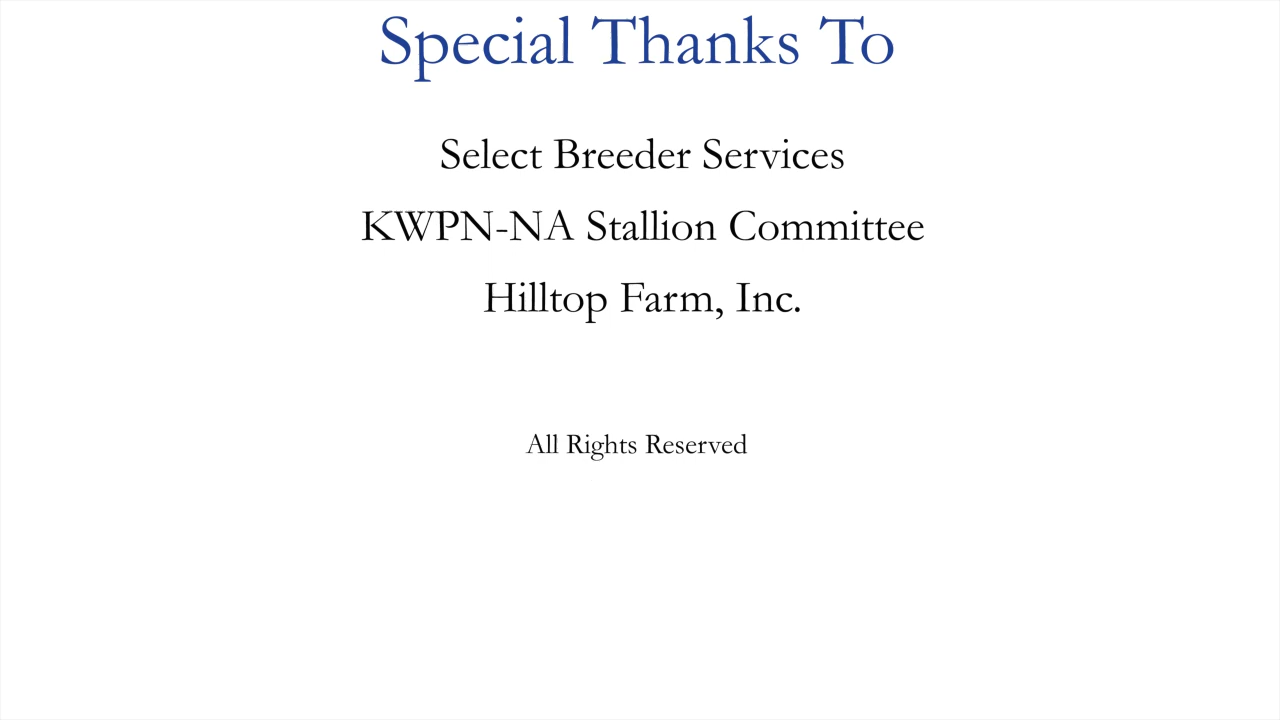 Special Thanks To
Select Breeder Services
KWPN-NA Stallion Committee
Hilltop Farm, Inc.
All Rights Reserved